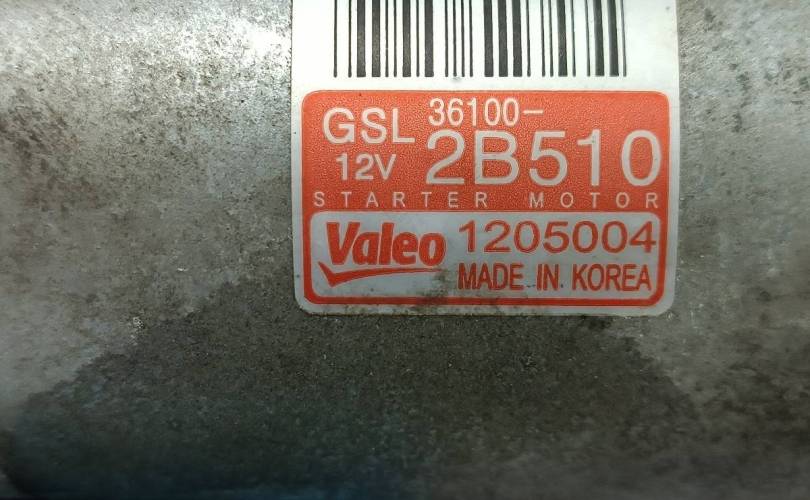 GSL 36100-
12V 2B510
STARTER MOTOR
Valeo 1205004
MADE IN KOREA